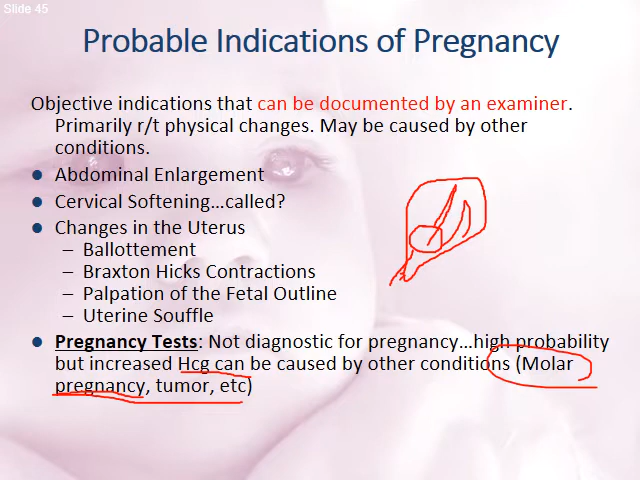 Slide 45
Probable Indications of Pregnancy
Objective indications that can be documented by an examiner.
Primarily r/t physical changes. May be caused by other
conditions.
Abdominal Enlargement
Cervical Softening…called?
Changes in the Uterus
– Ballottement
– Braxton Hicks Contractions
– Palpation of the Fetal Outline
– Uterine Souffle
Pregnancy Tests: Not diagnostic for pregnancy…high probability
but increased Hcg can be caused by other conditions (Molar
pregnancy, tumor, etc)